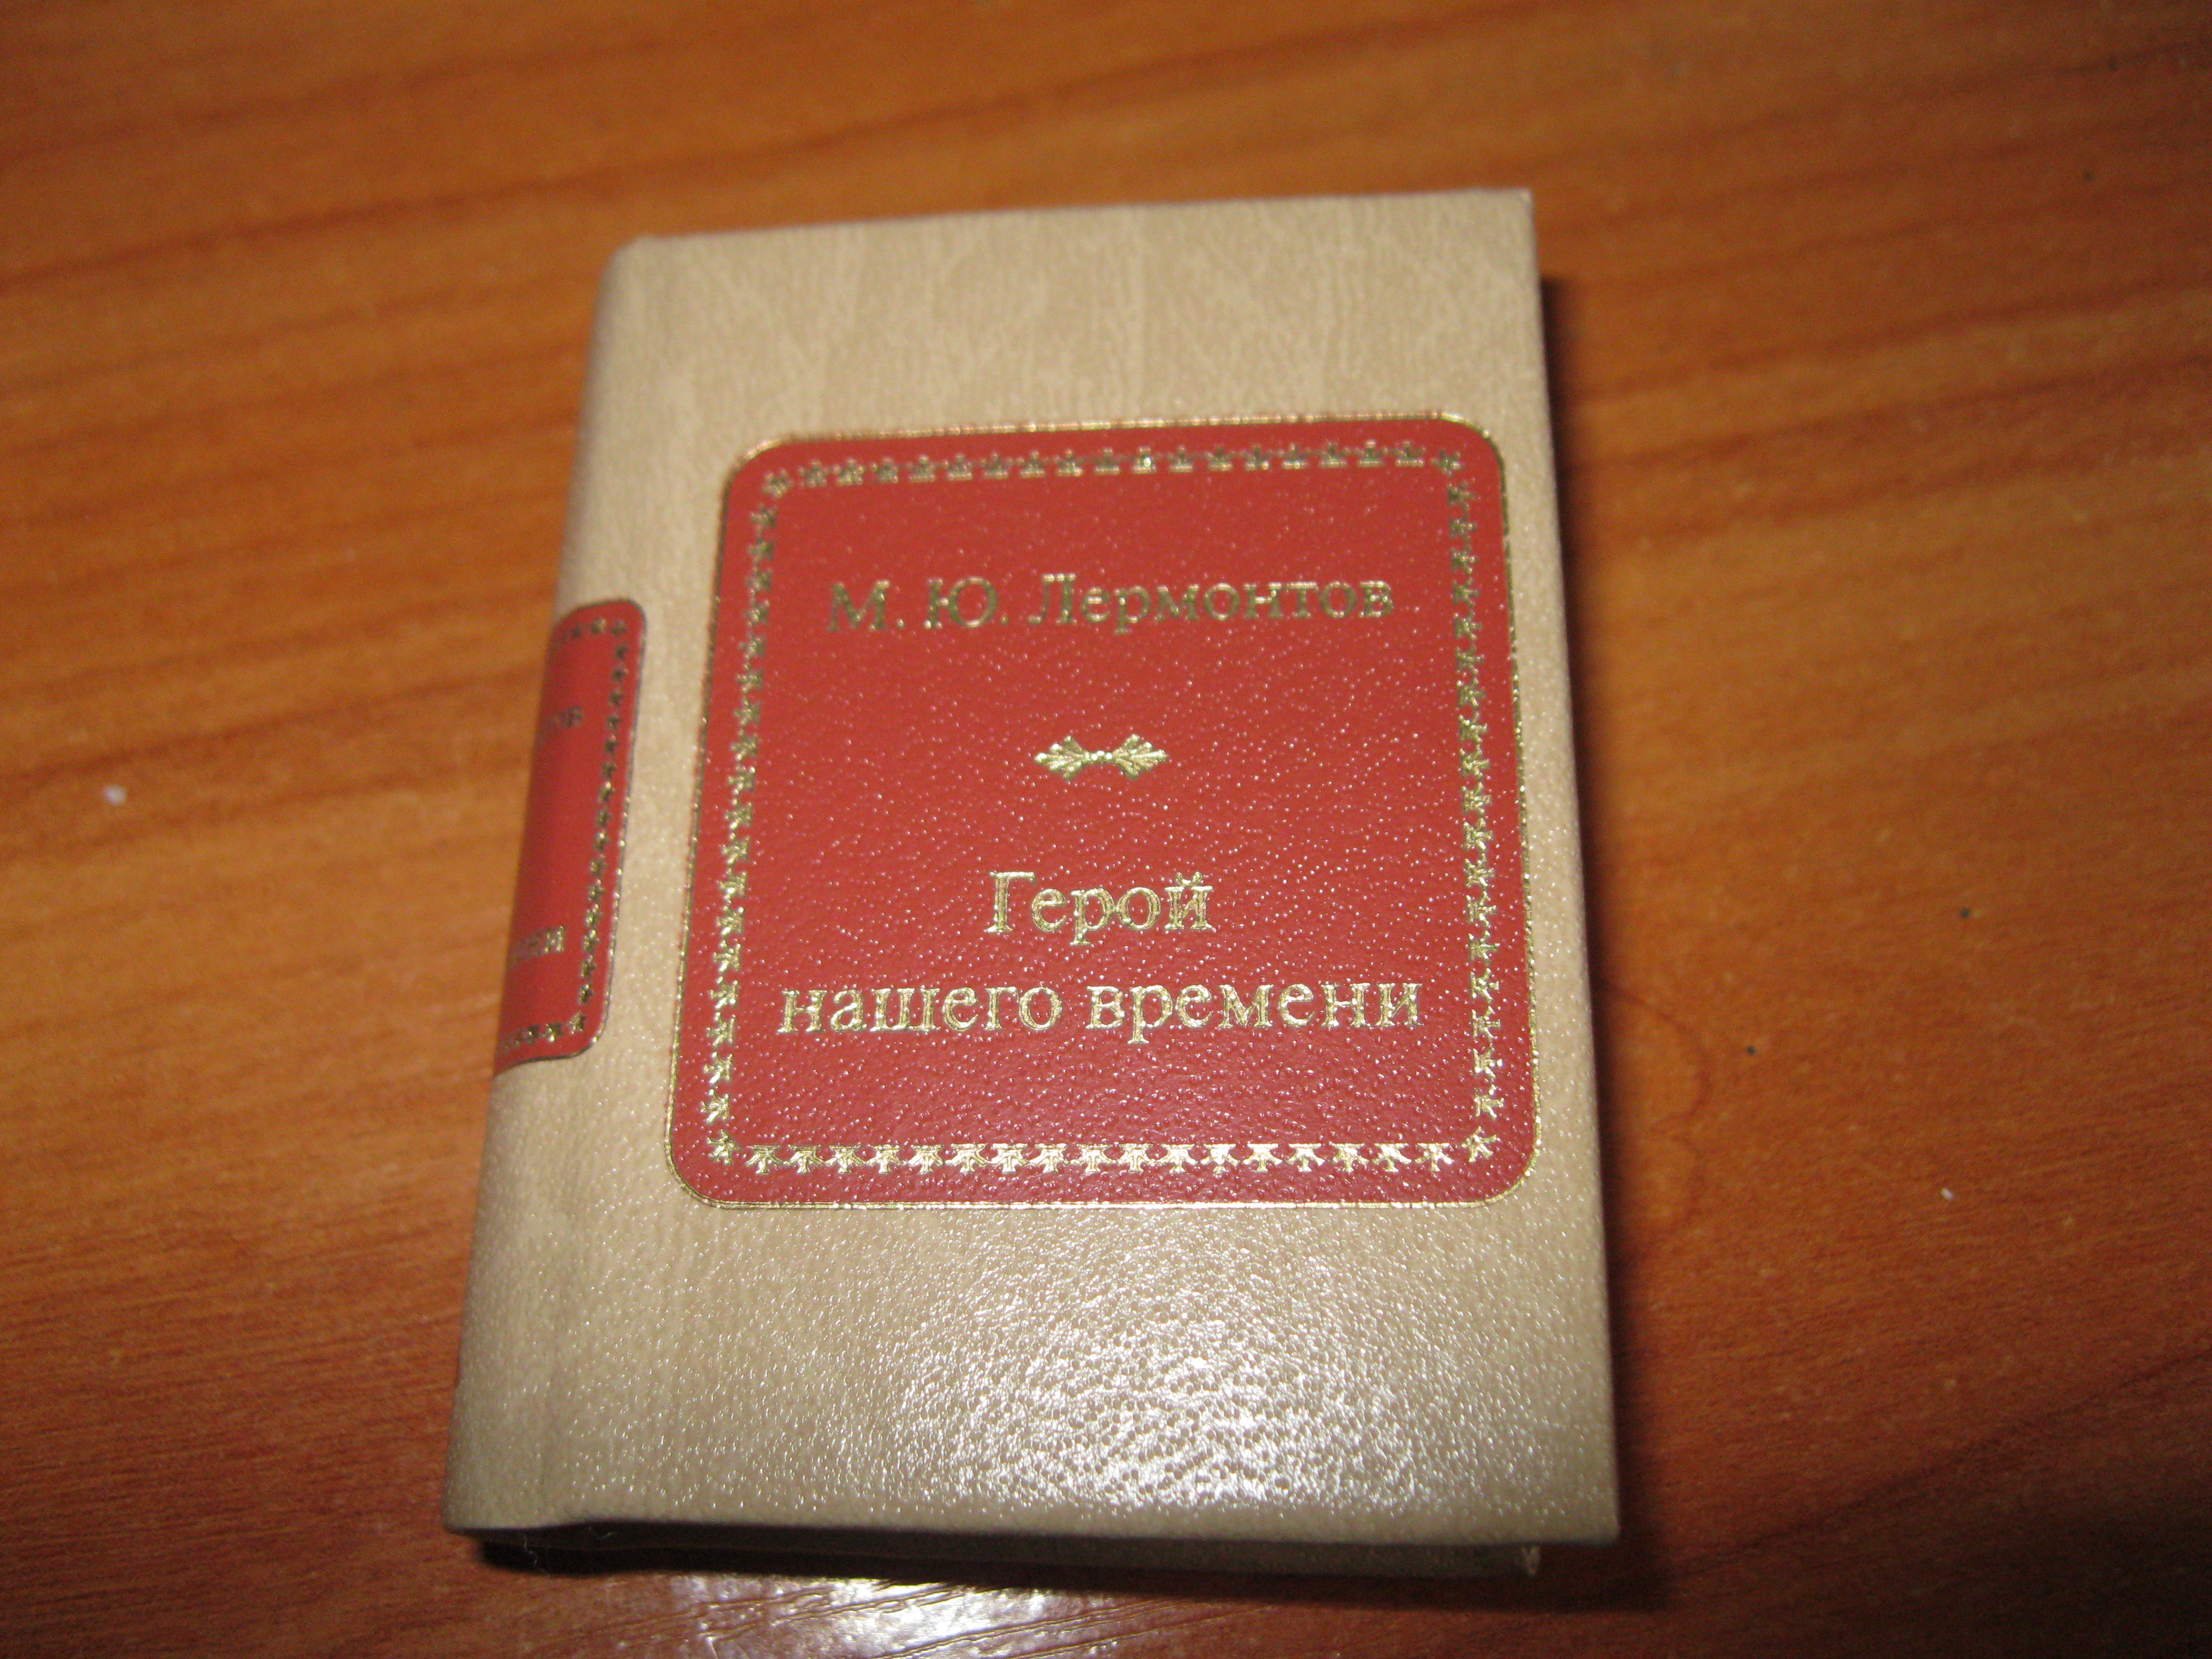 М. Ю. Лермонтов
Герой
нашего времени